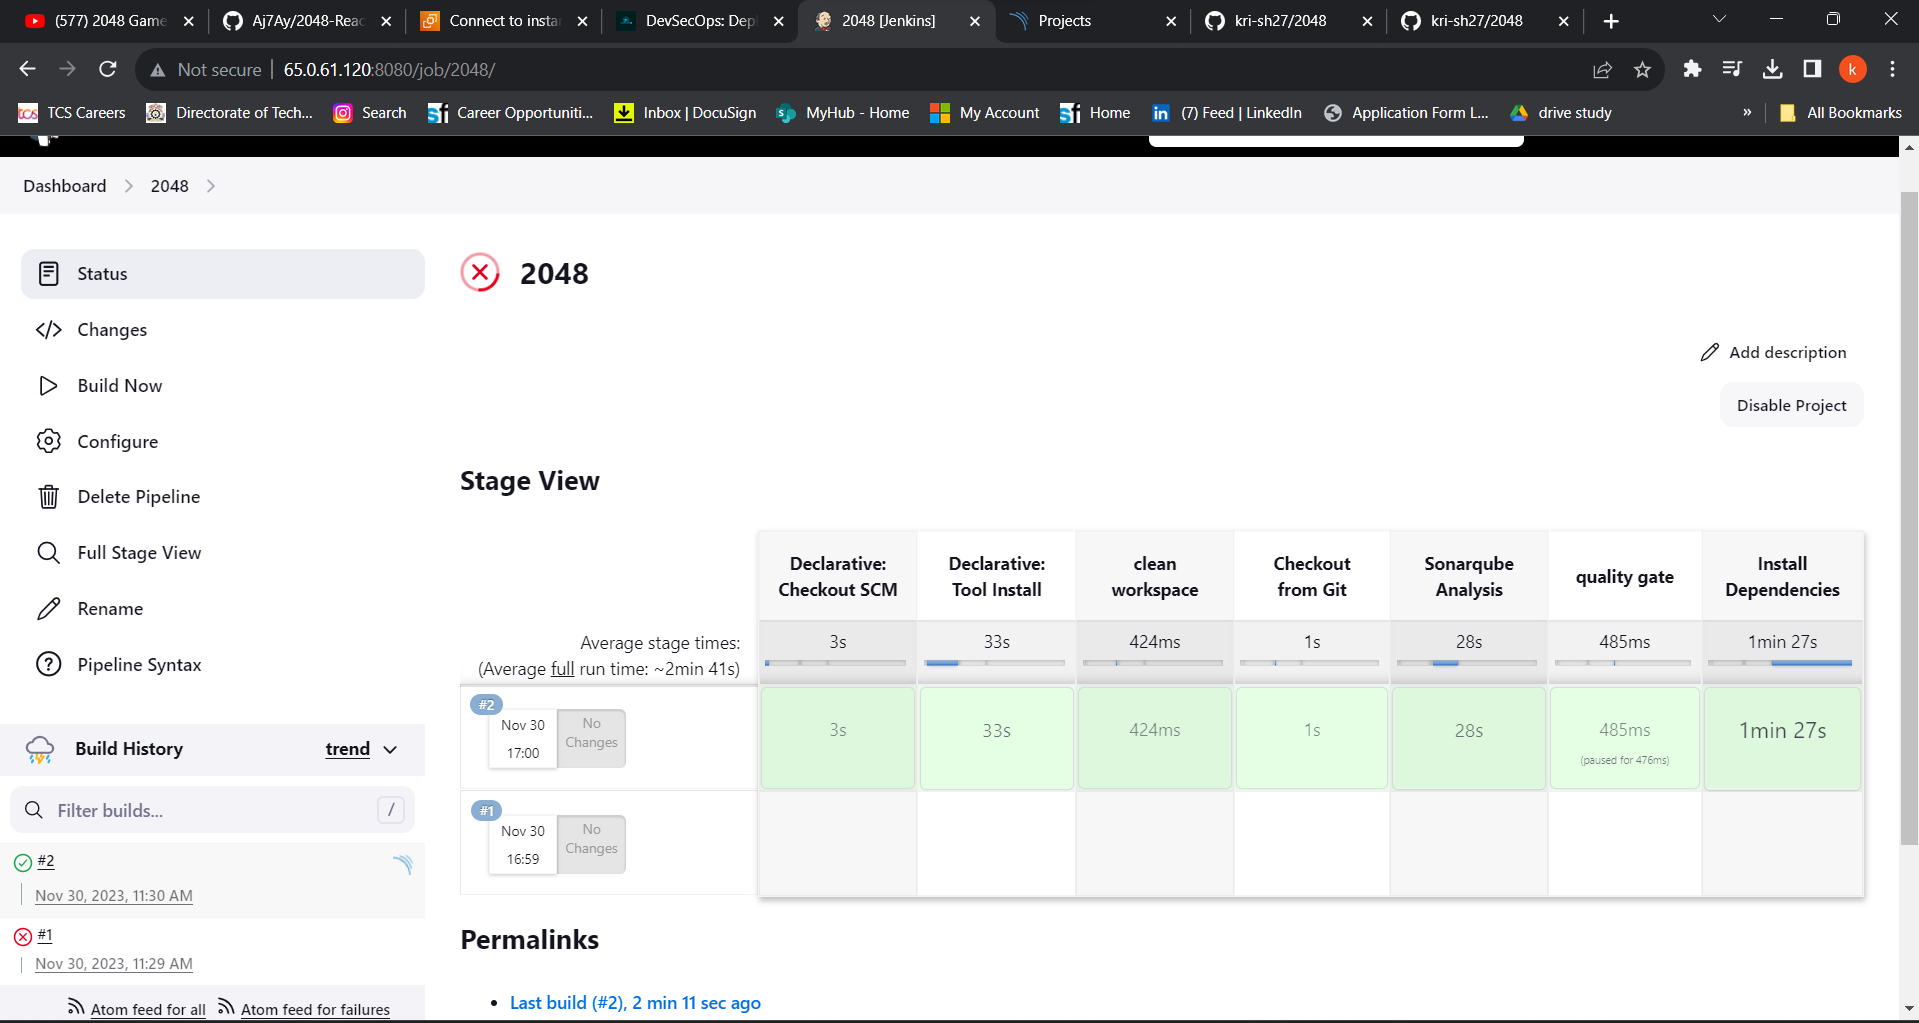 (577) 2048 Game
Aj7Ay/2048-Reac
Connect to insta
DevSecOps: Depl
2048 [Jenkins]
Projects
kri-sh27/2048
kri-sh27/2048
Not secure
65.0.61.120:8080/job/2048/
k
tcs
TCS Careers
Directorate of Tech...
Search
Career Opportuniti...
Inbox | DocuSign
MyHub - Home
My Account
Home
(7) Feed | LinkedIn
Application Form L...
drive study
»
All Bookmarks
Dashboard
2048
Status
Changes
Build Now
Configure
Delete Pipeline
Full Stage View
Rename
Pipeline Syntax
Build History
trend
Filter builds...
/
#2
Nov 30, 2023, 11:30 AM
#1
Nov 30, 2023, 11:29 AM
Atom feed for all
Atom feed for failures
2048
Add description
Disable Project
Stage View
Declarative:
Checkout SCM
Declarative:
Tool Install
clean
workspace
Checkout
from Git
Sonarqube
Analysis
quality gate
Install
Dependencies
Average stage times:
(Average full run time: ~2min 41s)
3s
33s
424ms
1s
28s
485ms
1min 27s
#2
Nov 30
17:00
No
Changes
3s
33s
424ms
1s
28s
485ms
(paused for 476ms)
1min 27s
#1
Nov 30
16:59
No
Changes
Permalinks
Last build (#2), 2 min 11 sec ago